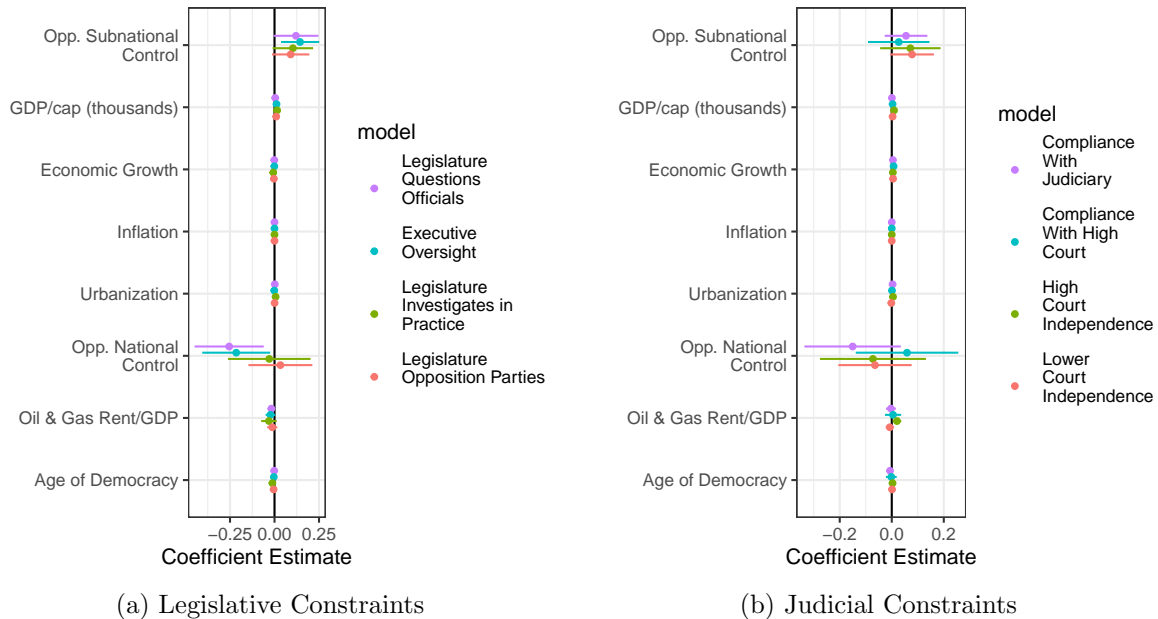 Opp. Subnational
Control
GDP/cap (thousands)
Economic Growth
Inflation
Urbanization
Opp. National
Control
Oil & Gas Rent/GDP
Age of Democracy
−0.25 0.00 0.25
Coefficient Estimate
model
Legislature
Questions
Officials
Executive
Oversight
Legislature
Investigates in
Practice
Legislature
Opposition Parties
(a) Legislative Constraints
Opp. Subnational
Control
GDP/cap (thousands)
Economic Growth
Inflation
Urbanization
Opp. National
Control
Oil & Gas Rent/GDP
Age of Democracy
−0.2 0.0 0.2
Coefficient Estimate
model
Compliance
With
Judiciary
Compliance
With High
Court
High
Court
Independence
Lower
Court
Independence
(b) Judicial Constraints